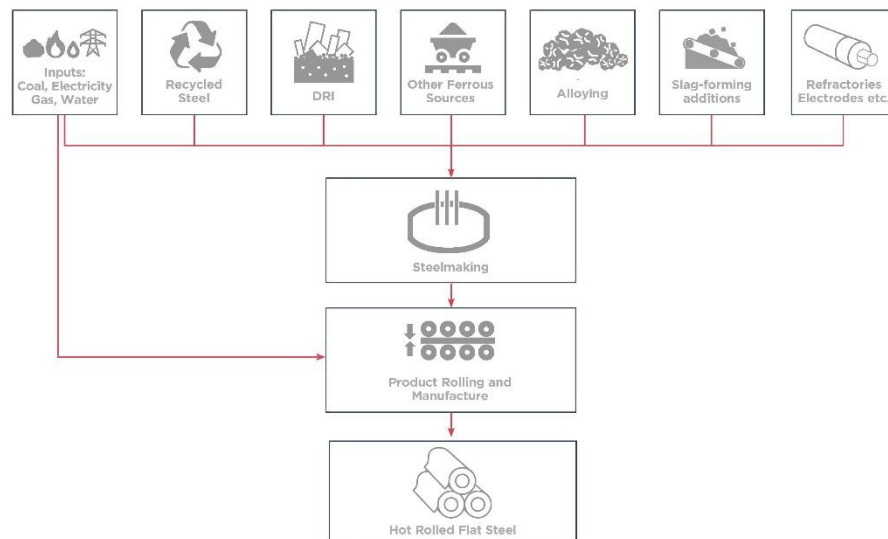 Inputs:
Coal, Electricity
Gas, Water
Recycled
Steel
DRI
Other Ferrous
Sources
Alloying
Slag-forming
additions
Refractories
Electrodes etc.
Steelmaking
Product Rolling and
Manufacture
Hot Rolled Flat Steel